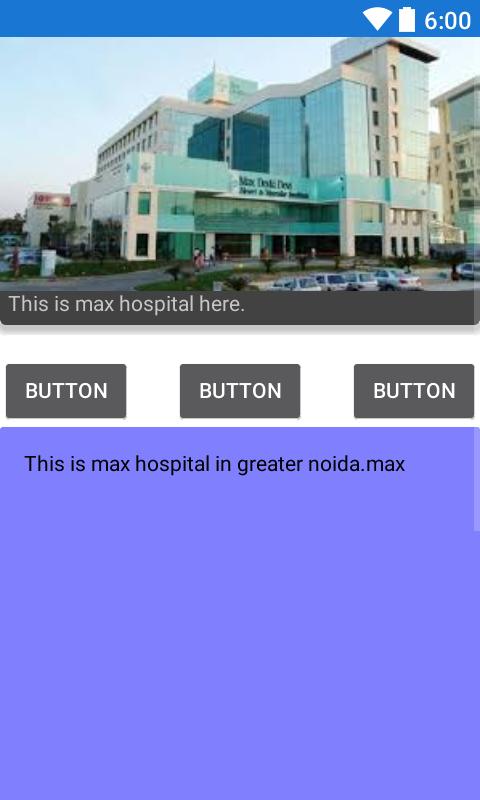 6:00
Max Devki Devi
Heart & Vascular Institute
This is max hospital here.
BUTTON BUTTON BUTTON
This is max hospital in greater noida.max